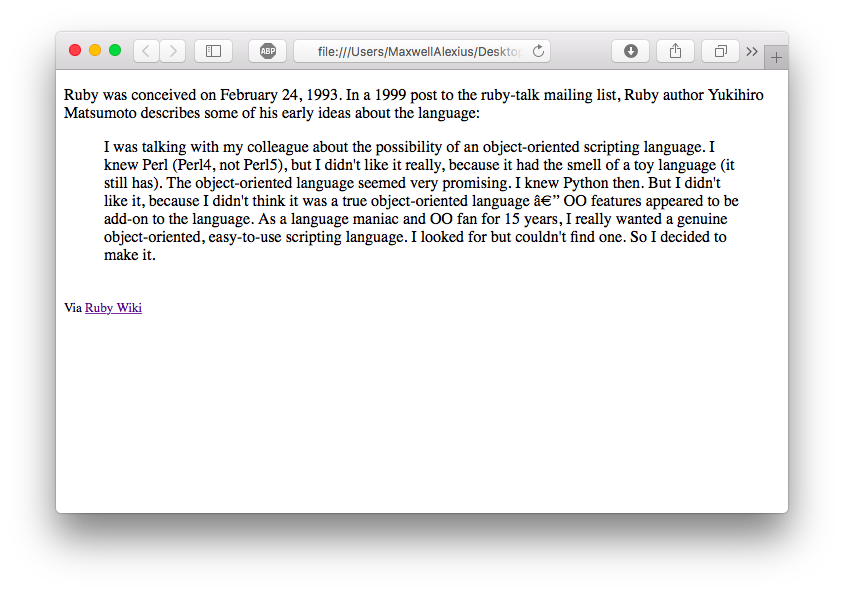 ABP
file:///Users/MaxwellAlexius/Desktop
Ruby was conceived on February 24, 1993. In a 1999 post to the ruby-talk mailing list, Ruby author Yukihiro
Matsumoto describes some of his early ideas about the language:
I was talking with my colleague about the possibility of an object-oriented scripting language. I
knew Perl (Perl4, not Perl5), but I didn't like it really, because it had the smell of a toy language (it
still has). The object-oriented language seemed very promising. I knew Python then. But I didn't
like it, because I didn't think it was a true object-oriented language â€” OO features appeared to be
add-on to the language. As a language maniac and OO fan for 15 years, I really wanted a genuine
object-oriented, easy-to-use scripting language. I looked for but couldn't find one. So I decided to
make it.
Via Ruby Wiki